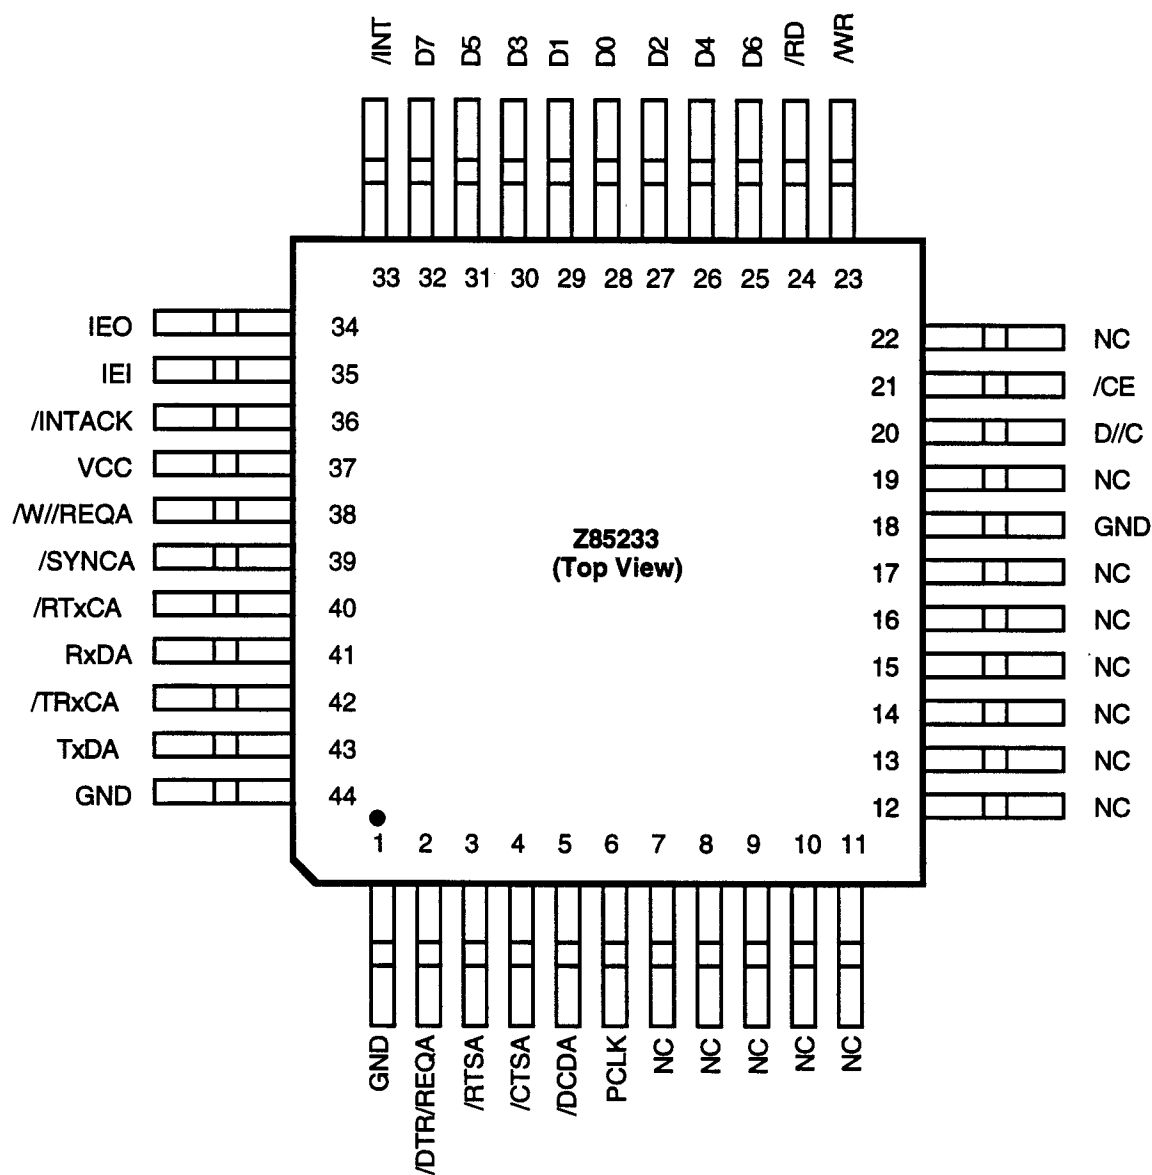 /INT D7 D5 D3 D1 D0 D2 D4 D6 /RD /WR
33 32 31 30 29 28 27 26 25 24 23
IEO 34
IEI 35
/INTACK 36
VCC 37
/W//REQA 38
/SYNCA 39
/RTxCA 40
RxDA 41
/TRxCA 42
TxDA 43
GND 44
Z85233
(Top View)
22 NC
21 /CE
20 D//C
19 NC
18 GND
17 NC
16 NC
15 NC
14 NC
13 NC
12 NC
1 2 3 4 5 6 7 8 9 10 11
GND /DTR/REQA /RTSA /CTSA /DCDA PCLK NC NC NC NC NC